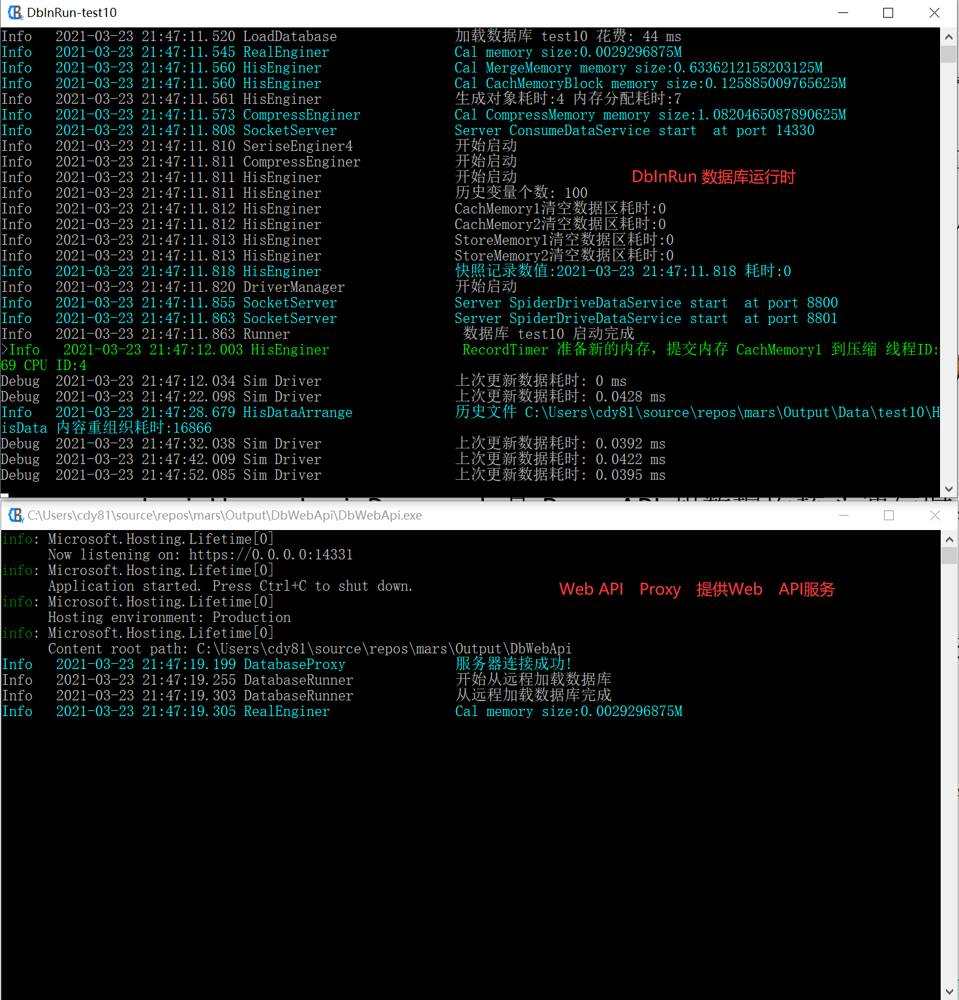 DbInRun-test10
Info 2021-03-23 21:47:11.520 LoadDatabase 加载数据库 test10 花费: 44 ms
Info 2021-03-23 21:47:11.545 RealEnginer Cal memory size:0.0029296875M
Info 2021-03-23 21:47:11.560 HisEnginer Cal MergeMemory memory size:0.6336212158203125M
Info 2021-03-23 21:47:11.560 HisEnginer Cal CachMemoryBlock memory size:0.125885009765625M
Info 2021-03-23 21:47:11.561 HisEnginer 生成对象耗时:4 内存分配耗时:7
Info 2021-03-23 21:47:11.573 CompressEnginer Cal CompressMemory memory size:1.0820465087890625M
Info 2021-03-23 21:47:11.808 SocketServer Server ConsumeDataService start at port 14330
Info 2021-03-23 21:47:11.810 SeriseEnginer4 开始启动
Info 2021-03-23 21:47:11.811 CompressEnginer 开始启动
Info 2021-03-23 21:47:11.811 HisEnginer 开始启动
DbInRun 数据库运行时
Info 2021-03-23 21:47:11.811 HisEnginer 历史变量个数: 100
Info 2021-03-23 21:47:11.812 HisEnginer CachMemory1清空数据区耗时:0
Info 2021-03-23 21:47:11.812 HisEnginer CachMemory2清空数据区耗时:0
Info 2021-03-23 21:47:11.813 HisEnginer StoreMemory1清空数据区耗时:0
Info 2021-03-23 21:47:11.813 HisEnginer StoreMemory2清空数据区耗时:0
Info 2021-03-23 21:47:11.818 HisEnginer 快照记录数值:2021-03-23 21:47:11.818 耗时:0
Info 2021-03-23 21:47:11.820 DriverManager 开始启动
Info 2021-03-23 21:47:11.855 SocketServer Server SpiderDriveDataService start at port 8800
Info 2021-03-23 21:47:11.863 SocketServer Server SpiderDriveDataService start at port 8801
Info 2021-03-23 21:47:11.863 Runner 数据库 test10 启动完成
>Info 2021-03-23 21:47:12.003 HisEnginer RecordTimer 准备新的内存，提交内存 CachMemory1 到压缩 线程ID:
69 CPU ID:4
Debug 2021-03-23 21:47:12.034 Sim Driver 上次更新数据耗时: 0 ms
Debug 2021-03-23 21:47:22.098 Sim Driver 上次更新数据耗时: 0.0428 ms
Info 2021-03-23 21:47:28.679 HisDataArrange 历史文件 C:\Users\cdy81\source\repos\mars\Output\Data\test10\H
isData 内容重组织耗时:16866
Debug 2021-03-23 21:47:32.038 Sim Driver 上次更新数据耗时: 0.0392 ms
Debug 2021-03-23 21:47:42.009 Sim Driver 上次更新数据耗时: 0.0422 ms
Debug 2021-03-23 21:47:52.085 Sim Driver 上次更新数据耗时: 0.0395 ms
C:\Users\cdy81\source\repos\mars\Output\DbWebApi\DbWebApi.exe
info: Microsoft.Hosting.Lifetime[0]
Now listening on: https://0.0.0.0:14331
info: Microsoft.Hosting.Lifetime[0]
Application started. Press Ctrl+C to shut down.
Web API Proxy 提供Web API服务
info: Microsoft.Hosting.Lifetime[0]
Hosting environment: Production
info: Microsoft.Hosting.Lifetime[0]
Content root path: C:\Users\cdy81\source\repos\mars\Output\DbWebApi
Info 2021-03-23 21:47:19.199 DatabaseProxy 服务器连接成功!
Info 2021-03-23 21:47:19.255 DatabaseRunner 开始从远程加载数据库
Info 2021-03-23 21:47:19.303 DatabaseRunner 从远程加载数据库完成
Info 2021-03-23 21:47:19.305 RealEnginer Cal memory size:0.0029296875M